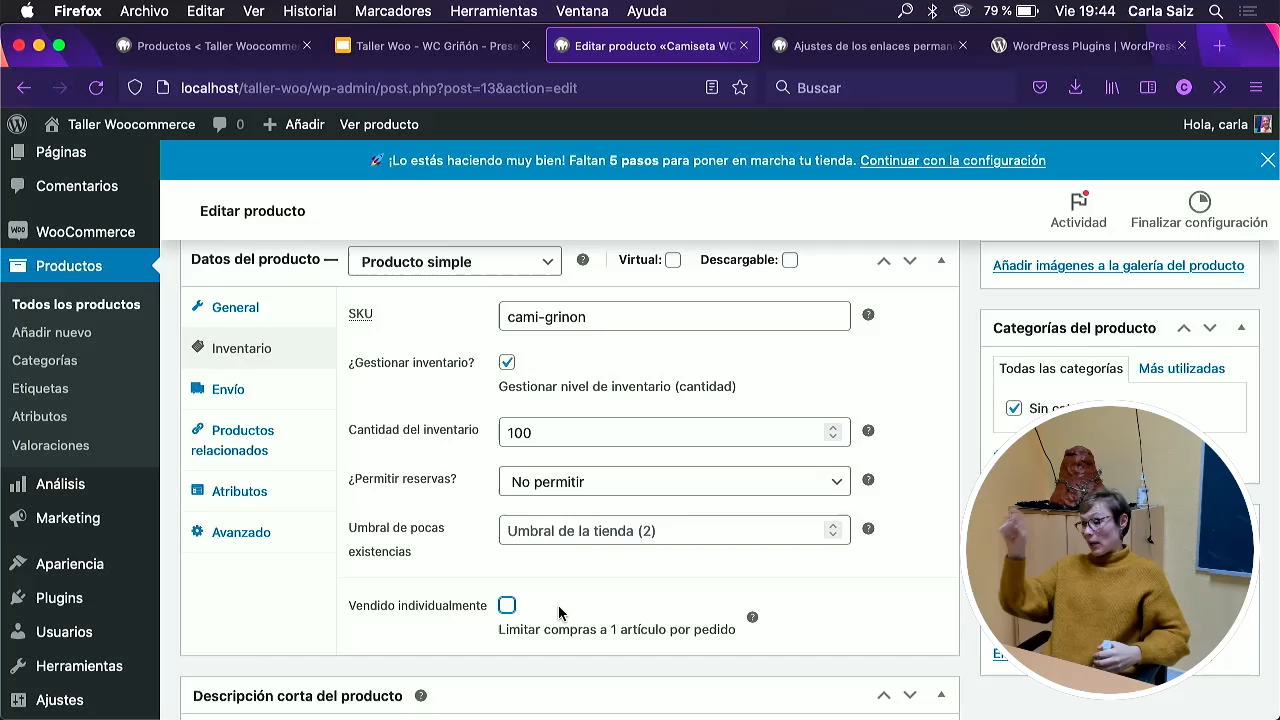 Firefox Archivo Editar Ver Historial Marcadores Herramientas Ventana Ayuda 79 % Vie 19:44 Carla Saiz
Productos < Taller Woocomme Taller Woo - WC Griñón - Prese Editar producto «Camiseta WC Ajustes de los enlaces perman WordPress Plugins | WordPress
localhost/taller-woo/wp-admin/post.php?post=13&action=edit Buscar
Taller Woocommerce 0 Añadir Ver producto Hola, carla
Páginas
Comentarios
WooCommerce
Productos
Todos los productos
Añadir nuevo
Categorías
Etiquetas
Atributos
Valoraciones
Análisis
Marketing
Apariencia
Plugins
Usuarios
Herramientas
Ajustes
¡Lo estás haciendo muy bien! Faltan 5 pasos para poner en marcha tu tienda. Continuar con la configuración
Editar producto
Actividad Finalizar configuración
Datos del producto — Producto simple Virtual: Descargable:
General
Inventario
Envío
Productos
relacionados
Atributos
Avanzado
SKU cami-grinon
¿Gestionar inventario?
Gestionar nivel de inventario (cantidad)
Cantidad del inventario 100
¿Permitir reservas? No permitir
Umbral de pocas
existencias
Umbral de la tienda (2)
Vendido individualmente
Limitar compras a 1 artículo por pedido
Descripción corta del producto
Añadir imágenes a la galería del producto
Categorías del producto
Todas las categorías Más utilizadas
Sin